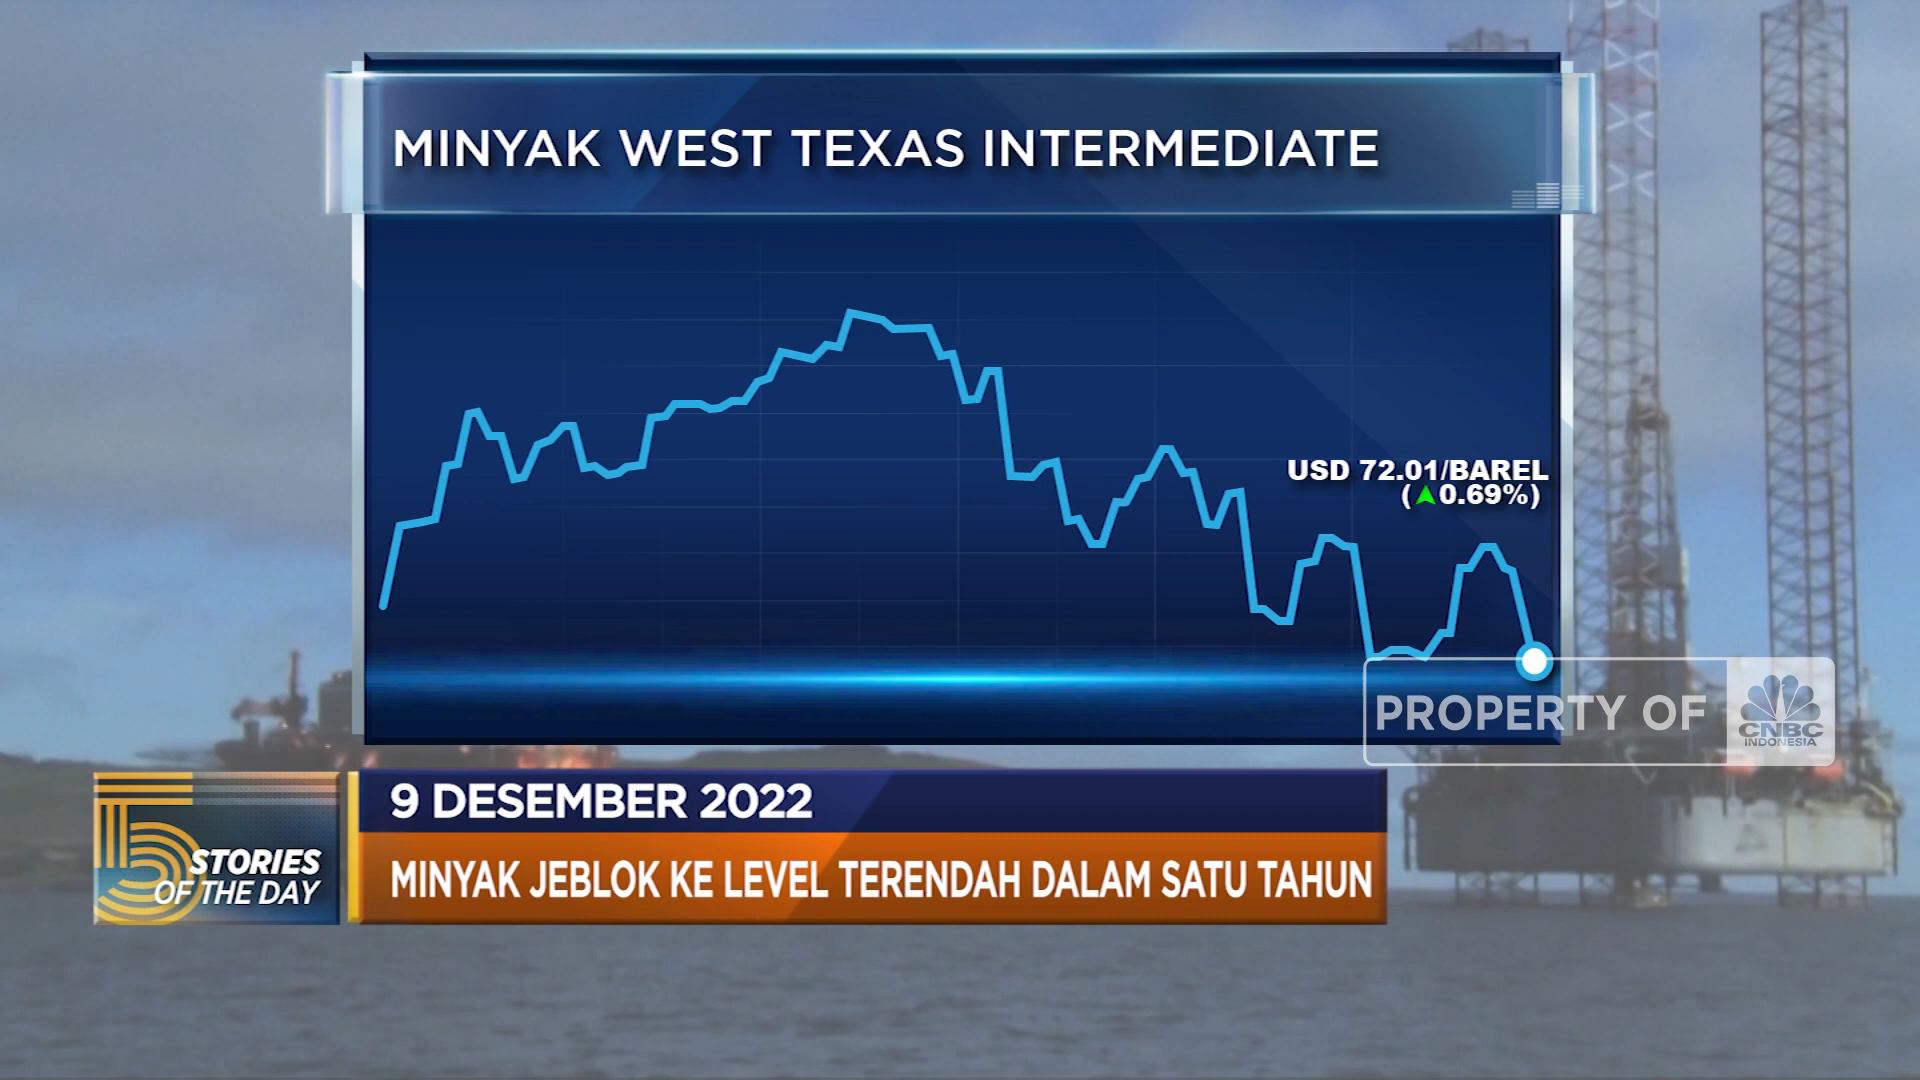 MINYAK WEST TEXAS INTERMEDIATE
USD 72.01/BAREL
(▲0.69%)
PROPERTY OF
CNBC
INDONESIA
5
STORIES
OF THE DAY
9 DESEMBER 2022
MINYAK JEBLOK KE LEVEL TERENDAH DALAM SATU TAHUN